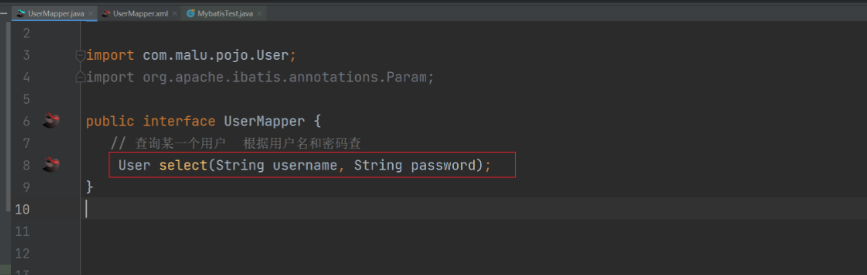 UserMapper.java × UserMapper.xml × MybatisTest.java ×
2
3 import com.malu.pojo.User;
4 import org.apache.ibatis.annotations.Param;
5
6 public interface UserMapper {
7 // 查询某一个用户 根据用户名和密码查
8 User select(String username, String password);
9 }
10
11
12
13